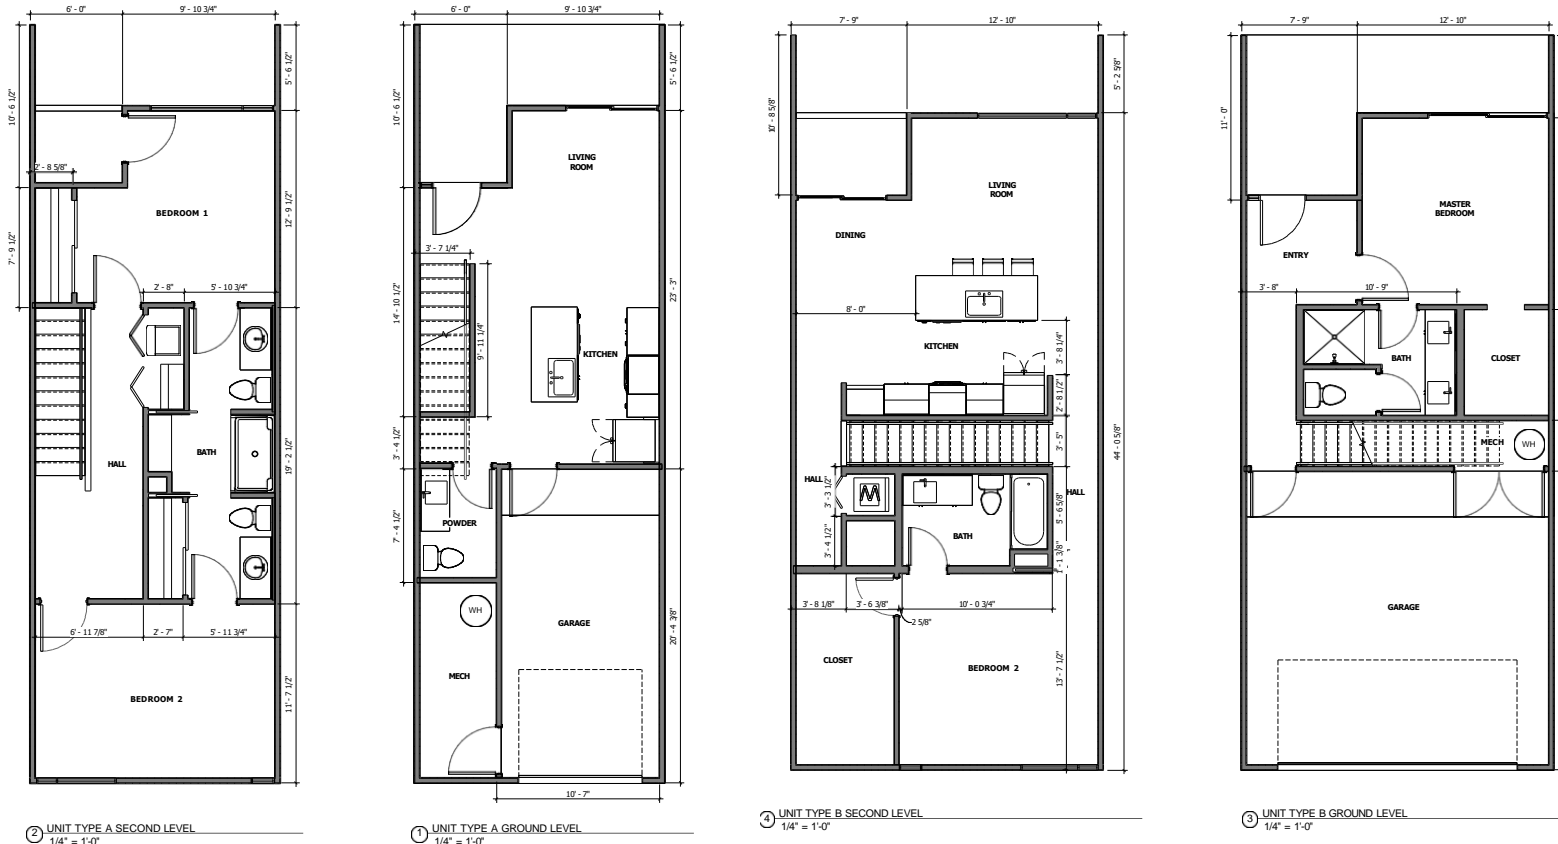 6' - 0"
9' - 10 3/4"
10' - 6 1/2"
5' - 6 1/2"
2' - 8 5/8"
BEDROOM 1
7' - 9 1/2"
12' - 9 1/2"
2' - 8"
5' - 10 3/4"
HALL
BATH
19' - 2 1/2"
6' - 11 7/8"
2' - 7"
5' - 11 3/4"
BEDROOM 2
11' - 7 1/2"
2
UNIT TYPE A SECOND LEVEL
1/4" = 1'-0"
6' - 0"
9' - 10 3/4"
10' - 6 1/2"
5' - 6 1/2"
LIVING
ROOM
3' - 7 1/4"
14' - 10 1/2"
9' - 11 1/4"
23' - 3"
KITCHEN
3' - 4 1/2"
7' - 4 1/2"
POWDER
WH
GARAGE
MECH
20' - 4 3/8"
10' - 7"
1
UNIT TYPE A GROUND LEVEL
1/4" = 1'-0"
7' - 9"
12' - 10"
10' - 8 5/8"
5' - 2 5/8"
LIVING
ROOM
DINING
8' - 0"
KITCHEN
3' - 8 1/4"
2' - 8 1/2"
3' - 5"
44' - 0 5/8"
HALL
3' - 3 1/2"
HALL
5' - 6 5/8"
BATH
3' - 4 1/2"
1' - 1 3/8"
3' - 8 1/8"
3' - 6 3/8"
10' - 0 3/4"
2 5/8"
CLOSET
BEDROOM 2
13' - 7 1/2"
4
UNIT TYPE B SECOND LEVEL
1/4" = 1'-0"
7' - 9"
12' - 10"
11' - 0"
MASTER
BEDROOM
ENTRY
3' - 8"
10' - 9"
BATH
CLOSET
MECH
WH
GARAGE
3
UNIT TYPE B GROUND LEVEL
1/4" = 1'-0"